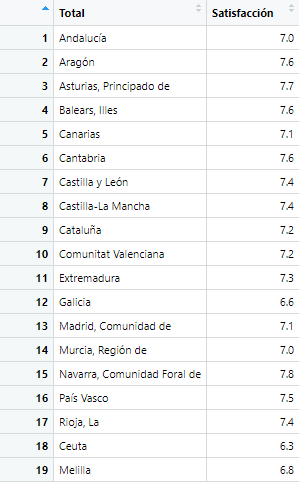 Total Satisfacción
1 Andalucía 7.0
2 Aragón 7.6
3 Asturias, Principado de 7.7
4 Balears, Illes 7.6
5 Canarias 7.1
6 Cantabria 7.6
7 Castilla y León 7.4
8 Castilla-La Mancha 7.4
9 Cataluña 7.2
10 Comunitat Valenciana 7.2
11 Extremadura 7.3
12 Galicia 6.6
13 Madrid, Comunidad de 7.1
14 Murcia, Región de 7.0
15 Navarra, Comunidad Foral de 7.8
16 País Vasco 7.5
17 Rioja, La 7.4
18 Ceuta 6.3
19 Melilla 6.8